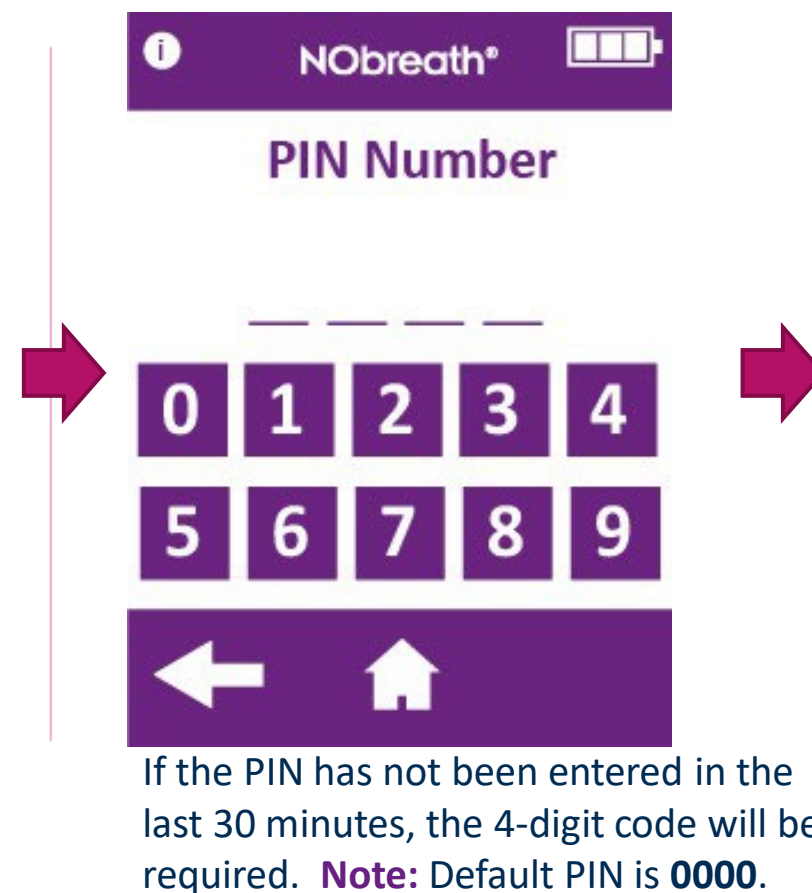 i NObreath®
PIN Number
0 1 2 3 4
5 6 7 8 9
If the PIN has not been entered in the
last 30 minutes, the 4-digit code will be
required. Note: Default PIN is 0000.